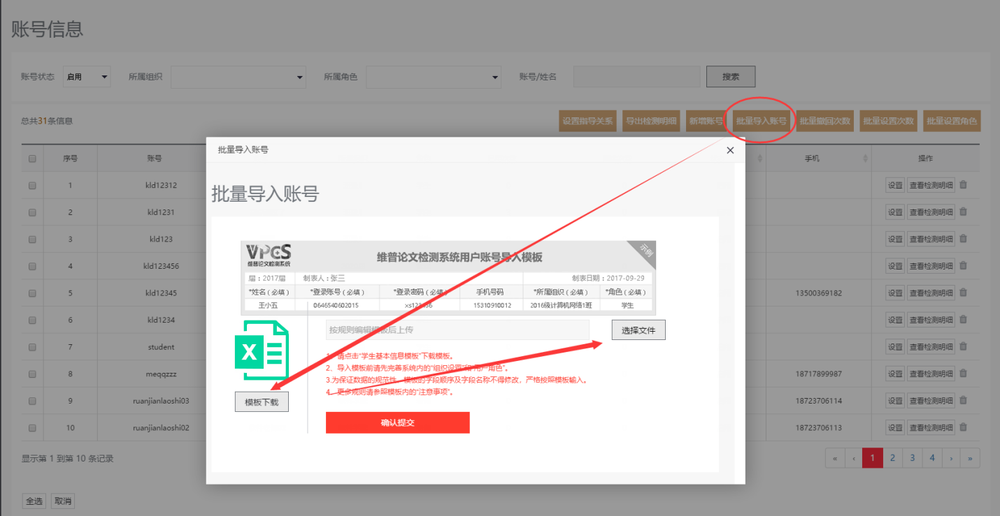 账号信息
账号状态 启用 所属组织 所属角色 账号/姓名 搜索
总共31条信息 设置指导关系 导出检测明细 新增账号 批量导入账号 批量撤回次数 批量设置次数 批量设置角色
序号 账号 手机 操作
1 kld12312 设置 查看检测明细
2 kld1231 设置 查看检测明细
3 kld123 设置 查看检测明细
4 kld123456 设置 查看检测明细
5 kld12345 13500369182 设置 查看检测明细
6 kld1234 设置 查看检测明细
7 student 设置 查看检测明细
8 meqqzzz 18717899987 设置 查看检测明细
9 ruanjianlaoshi03 18723706114 设置 查看检测明细
10 ruanjianlaoshi02 18723706113 设置 查看检测明细
显示第 1 到第 10 条记录 « ‹ 1 2 3 4 › »
全选 取消
批量导入账号
批量导入账号
VPCS
维普论文检测系统
维普论文检测系统用户账号导入模板
示例
届：2017届 制表人：张三 制表日期：2017-09-29
*姓名（必填） *登录账号（必填） *登录密码（必填） 手机号码 *所属组织（必填） *角色（必填）
王小五 0646540602015 xs123456 15310910012 2016级计算机网络1班 学生
X
按规则编辑模板后上传 选择文件
1、请点击“学生基本信息模板”下载模板。
2、导入模板前请先完善系统内的“组织设置”和“用户角色”。
3.为保证数据的规范性，模板的字段顺序及字段名称不得修改，严格按照模板输入。
4、更多规则请参照模板内的“注意事项”。
模板下载
确认提交